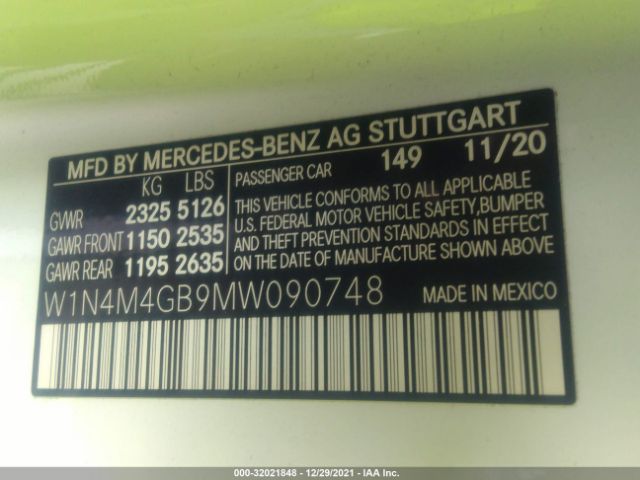 MFD BY MERCEDES-BENZ AG STUTTGART
KG LBS
GVWR 2325 5126
GAWR FRONT 1150 2535
GAWR REAR 1195 2635
PASSENGER CAR 149 11/20
THIS VEHICLE CONFORMS TO ALL APPLICABLE
U.S. FEDERAL MOTOR VEHICLE SAFETY,BUMPER
AND THEFT PREVENTION STANDARDS IN EFFECT
ON THE DATE OF MANUFACTURE SHOWN ABOVE
W1N4M4GB9MW090748
MADE IN MEXICO
000-32021848 - 12/29/2021 - IAA Inc.